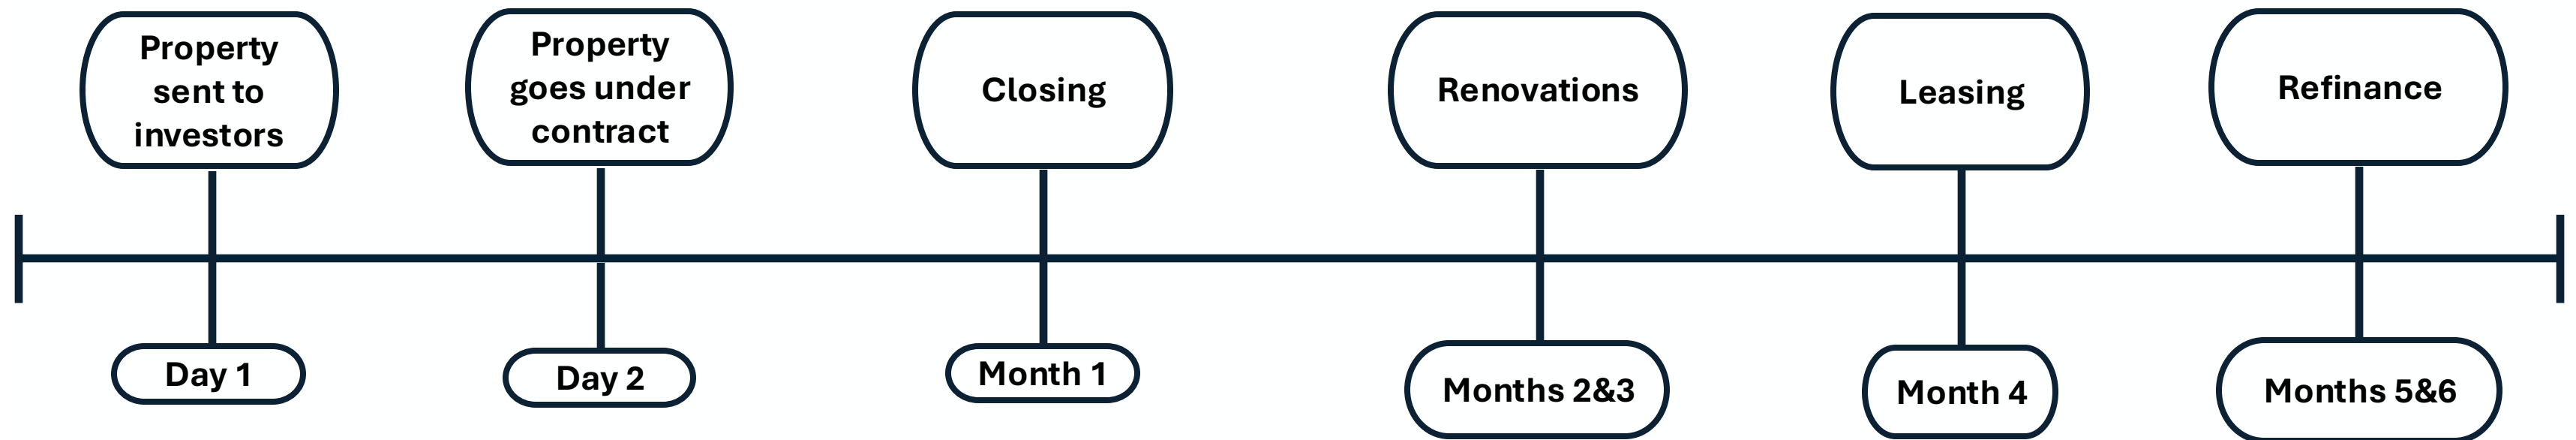 Property
sent to
investors
Property
goes under
contract
Closing
Renovations
Leasing
Refinance
Day 1
Day 2
Month 1
Months 2&3
Month 4
Months 5&6